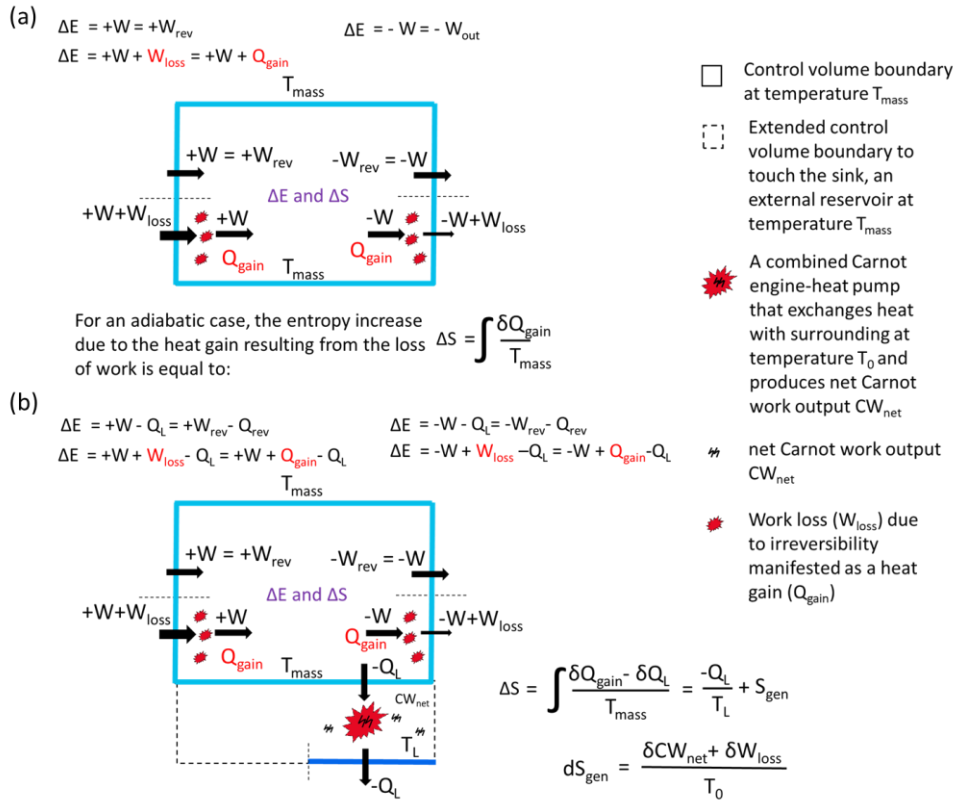 (a)
ΔE = +W = +W_rev
ΔE = - W = - W_out
ΔE = +W + W_loss = +W + Q_gain
T_mass
+W = +W_rev
-W_rev = -W
ΔE and ΔS
+W+W_loss
+W
-W
-W+W_loss
Q_gain
Q_gain
T_mass
For an adiabatic case, the entropy increase
due to the heat gain resulting from the loss
of work is equal to:
ΔS = ∫ δQ_gain / T_mass
(b)
ΔE = +W - Q_L = +W_rev - Q_rev
ΔE = -W - Q_L = -W_rev - Q_rev
ΔE = +W + W_loss - Q_L = +W + Q_gain - Q_L
ΔE = -W + W_loss –Q_L = -W + Q_gain -Q_L
T_mass
+W = +W_rev
-W_rev = -W
ΔE and ΔS
+W+W_loss
+W
-W
-W+W_loss
Q_gain
Q_gain
T_mass
-Q_L
CW_net
T_L
-Q_L
ΔS = ∫ δQ_gain - δQ_L / T_mass = -Q_L / T_L + S_gen
dS_gen = δCW_net + δW_loss / T_0
Control volume boundary
at temperature T_mass
Extended control
volume boundary to
touch the sink, an
external reservoir at
temperature T_mass
A combined Carnot
engine-heat pump
that exchanges heat
with surrounding at
temperature T_0 and
produces net Carnot
work output CW_net
net Carnot work output
CW_net
Work loss (W_loss) due
to irreversibility
manifested as a heat
gain (Q_gain)